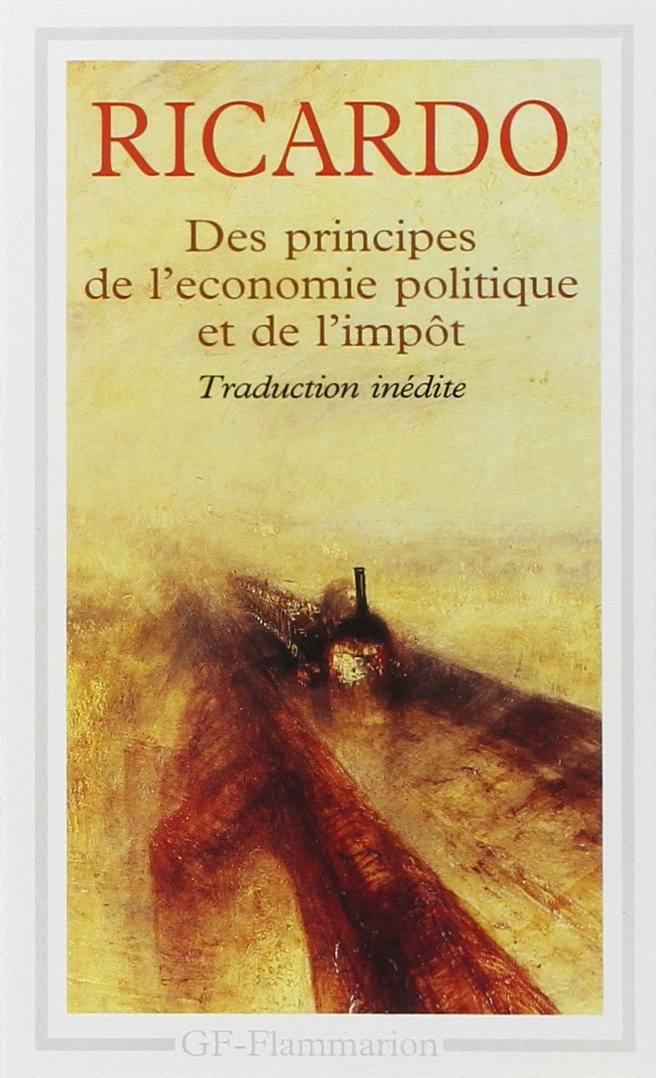 RICARDO
Des principes
de l'economie politique
et de l'impôt
Traduction inédite
GF-Flammarion